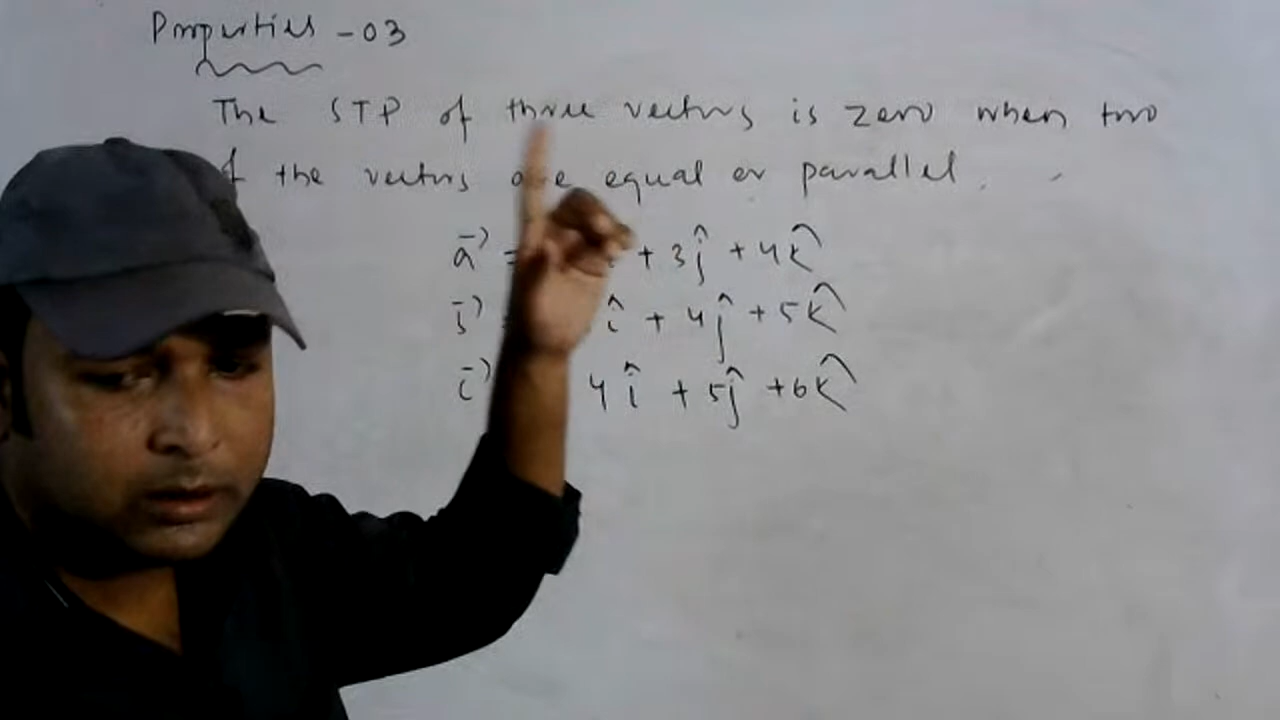 Properties - 03
The STP of three vectors is zero when two
of the vectors are equal or parallel.
a⃗ = + 3ĵ + 4k̂
b⃗ î + 4ĵ + 5k̂
c⃗ 4î + 5ĵ + 6k̂